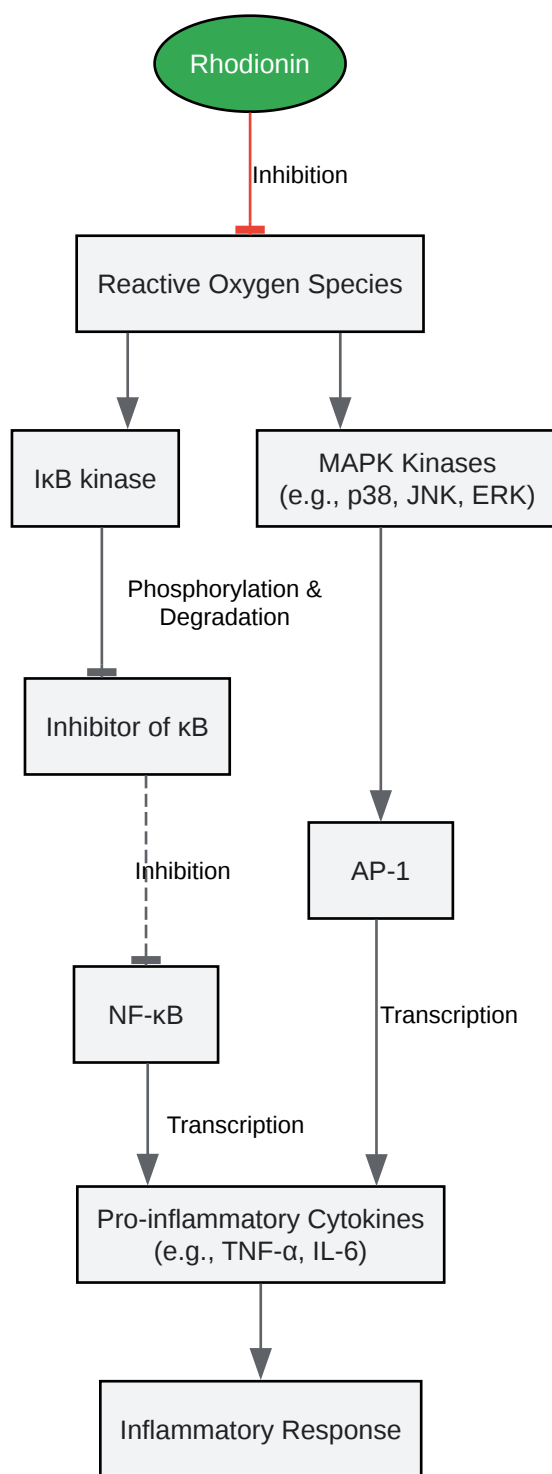 Rhodionin
Inhibition
Reactive Oxygen Species
IκB kinase
MAPK Kinases
(e.g., p38, JNK, ERK)
Phosphorylation &
Degradation
Inhibitor of κB
Inhibition
AP-1
NF-κB
Transcription
Transcription
Pro-inflammatory Cytokines
(e.g., TNF-α, IL-6)
Inflammatory Response